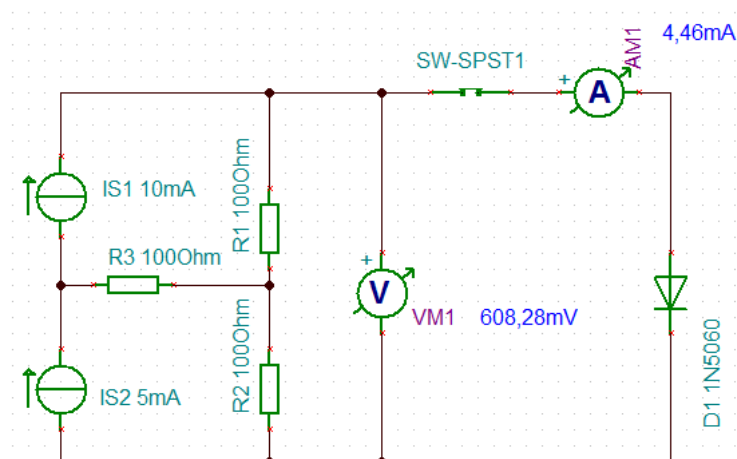 4,46mA
AM1
SW-SPST1
+
A
IS1 10mA
R1 100Ohm
R3 100Ohm
+
V
VM1 608,28mV
R2 100Ohm
IS2 5mA
D1 1N5060